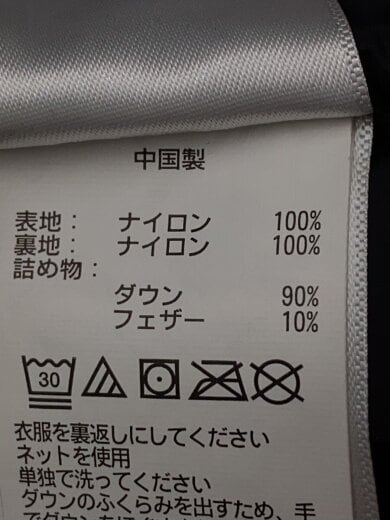 中国製
表地： ナイロン 100%
裏地： ナイロン 100%
詰め物：
ダウン 90%
フェザー 10%
30
衣服を裏返しにしてください
ネットを使用
単独で洗ってください
ダウンのふくらみを出すため、手